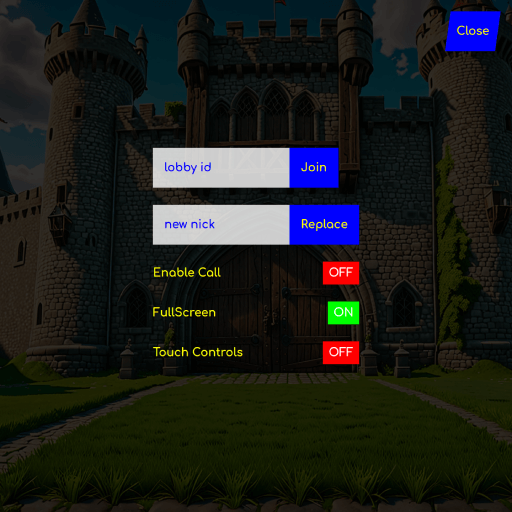 Close
lobby id Join
new nick Replace
Enable Call OFF
FullScreen ON
Touch Controls OFF